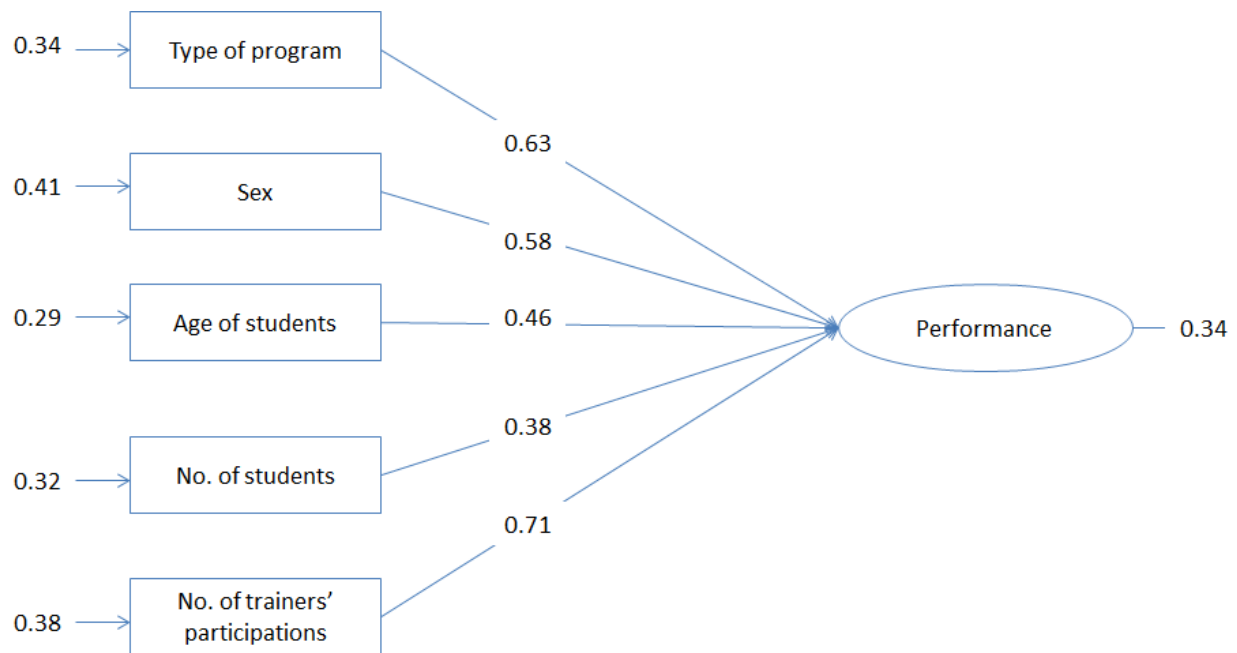 0.34
Type of program
0.63
0.41
Sex
0.58
0.29
Age of students
0.46
Performance
0.34
0.38
0.32
No. of students
0.71
0.38
No. of trainers’
participations